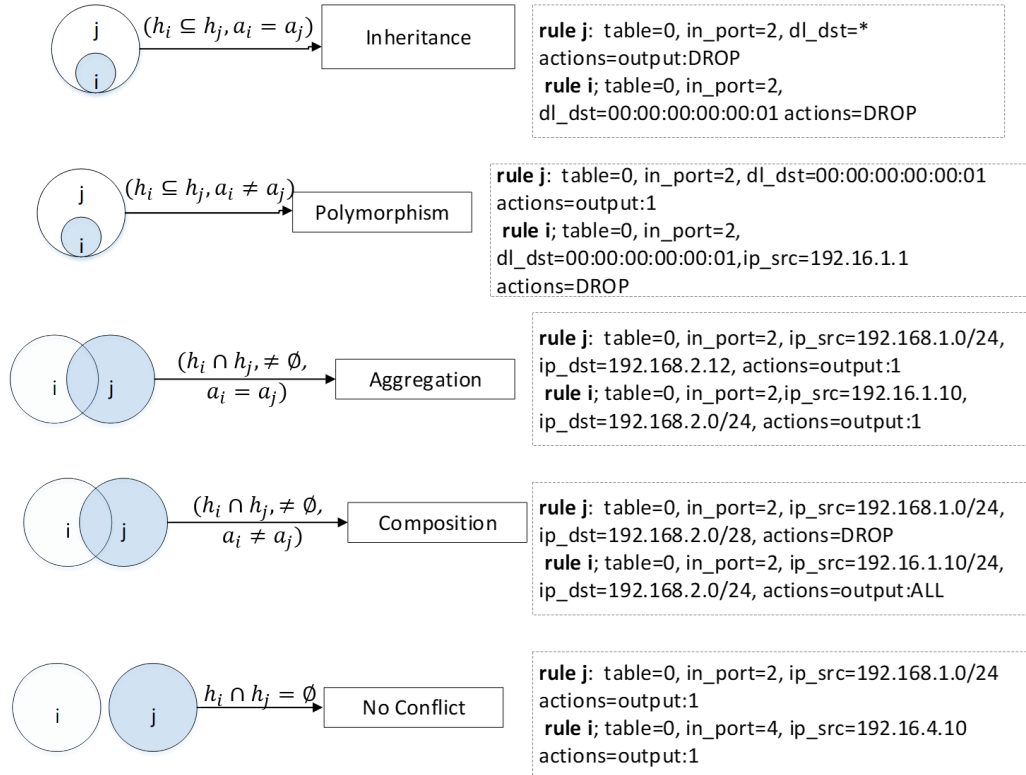 j
i
(h_i ⊆ h_j, a_i = a_j)
Inheritance
rule j: table=0, in_port=2, dl_dst=*
actions=output:DROP
rule i; table=0, in_port=2,
dl_dst=00:00:00:00:00:01 actions=DROP
j
i
(h_i ⊆ h_j, a_i ≠ a_j)
Polymorphism
rule j: table=0, in_port=2, dl_dst=00:00:00:00:00:01
actions=output:1
rule i; table=0, in_port=2,
dl_dst=00:00:00:00:00:01,ip_src=192.16.1.1
actions=DROP
i j
(h_i ∩ h_j, ≠ ∅,
a_i = a_j)
Aggregation
rule j: table=0, in_port=2, ip_src=192.168.1.0/24,
ip_dst=192.168.2.12, actions=output:1
rule i; table=0, in_port=2,ip_src=192.16.1.10,
ip_dst=192.168.2.0/24, actions=output:1
i j
(h_i ∩ h_j, ≠ ∅,
a_i ≠ a_j)
Composition
rule j: table=0, in_port=2, ip_src=192.168.1.0/24,
ip_dst=192.168.2.0/28, actions=DROP
rule i; table=0, in_port=2, ip_src=192.16.1.10/24,
ip_dst=192.168.2.0/24, actions=output:ALL
i j
h_i ∩ h_j = ∅
No Conflict
rule j: table=0, in_port=2, ip_src=192.168.1.0/24
actions=output:1
rule i; table=0, in_port=4, ip_src=192.16.4.10
actions=output:1